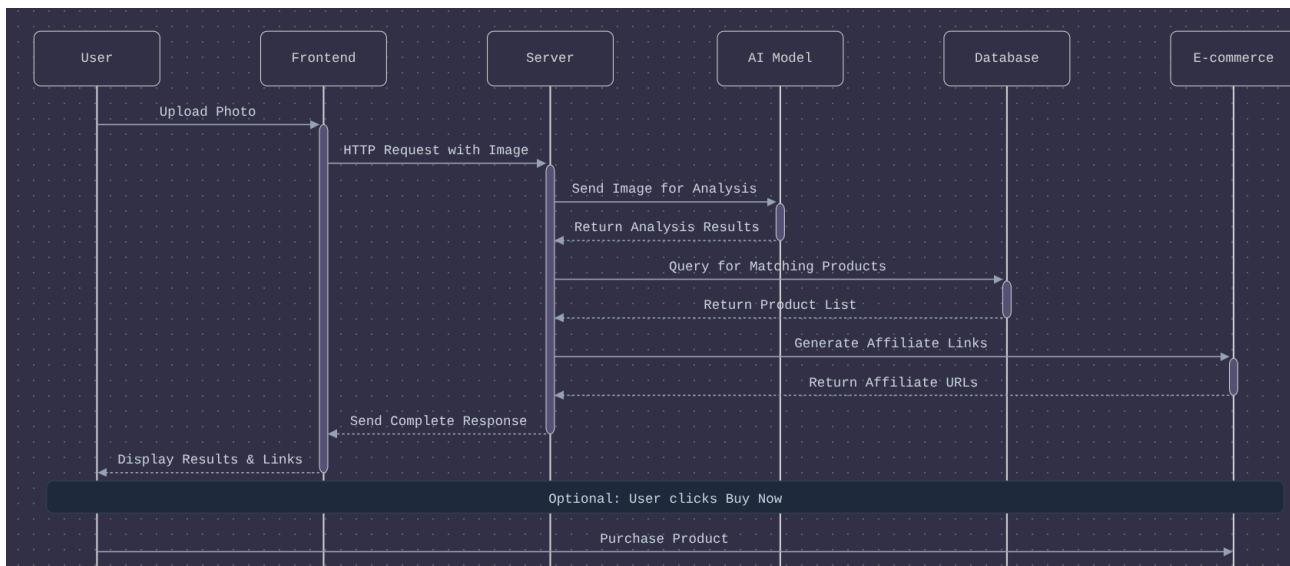 User
Frontend
Server
AI Model
Database
E-commerce
Upload Photo
HTTP Request with Image
Send Image for Analysis
Return Analysis Results
Query for Matching Products
Return Product List
Generate Affiliate Links
Return Affiliate URLs
Send Complete Response
Display Results & Links
Optional: User clicks Buy Now
Purchase Product